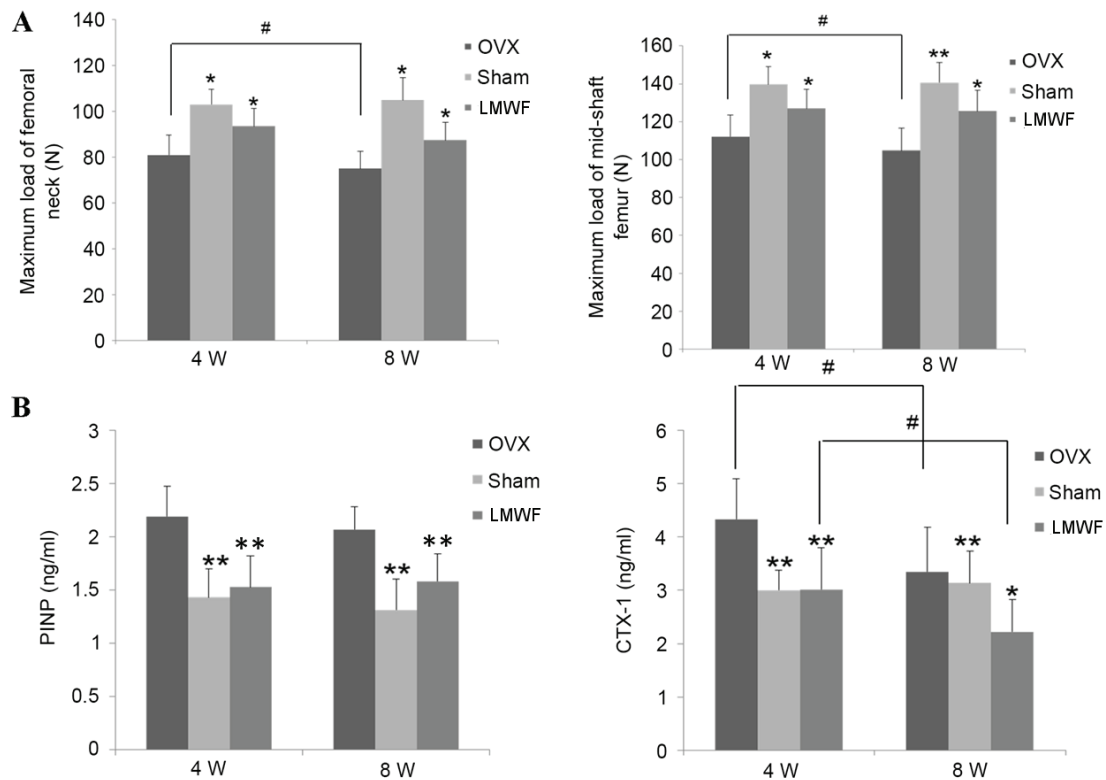 A
Maximum load of femoral
neck (N)
140
120
100
80
60
40
20
0
#
*
*
*
*
OVX
Sham
LMWF
4 W
8 W
Maximum load of mid-shaft
femur (N)
160
140
120
100
80
60
40
20
0
#
*
*
**
*
OVX
Sham
LMWF
4 W
8 W
B
PINP (ng/ml)
3
2.5
2
1.5
1
0.5
0
**
**
**
**
OVX
Sham
LMWF
4 W
8 W
CTX-1 (ng/ml)
6
5
4
3
2
1
0
#
#
**
**
**
*
OVX
Sham
LMWF
4 W
8 W